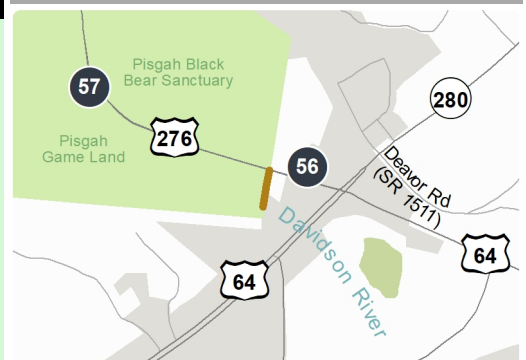 Pisgah Black
Bear Sanctuary
57
280
276
Pisgah
Game Land
56
Deavor Rd
(SR 1511)
Davidson River
64
64